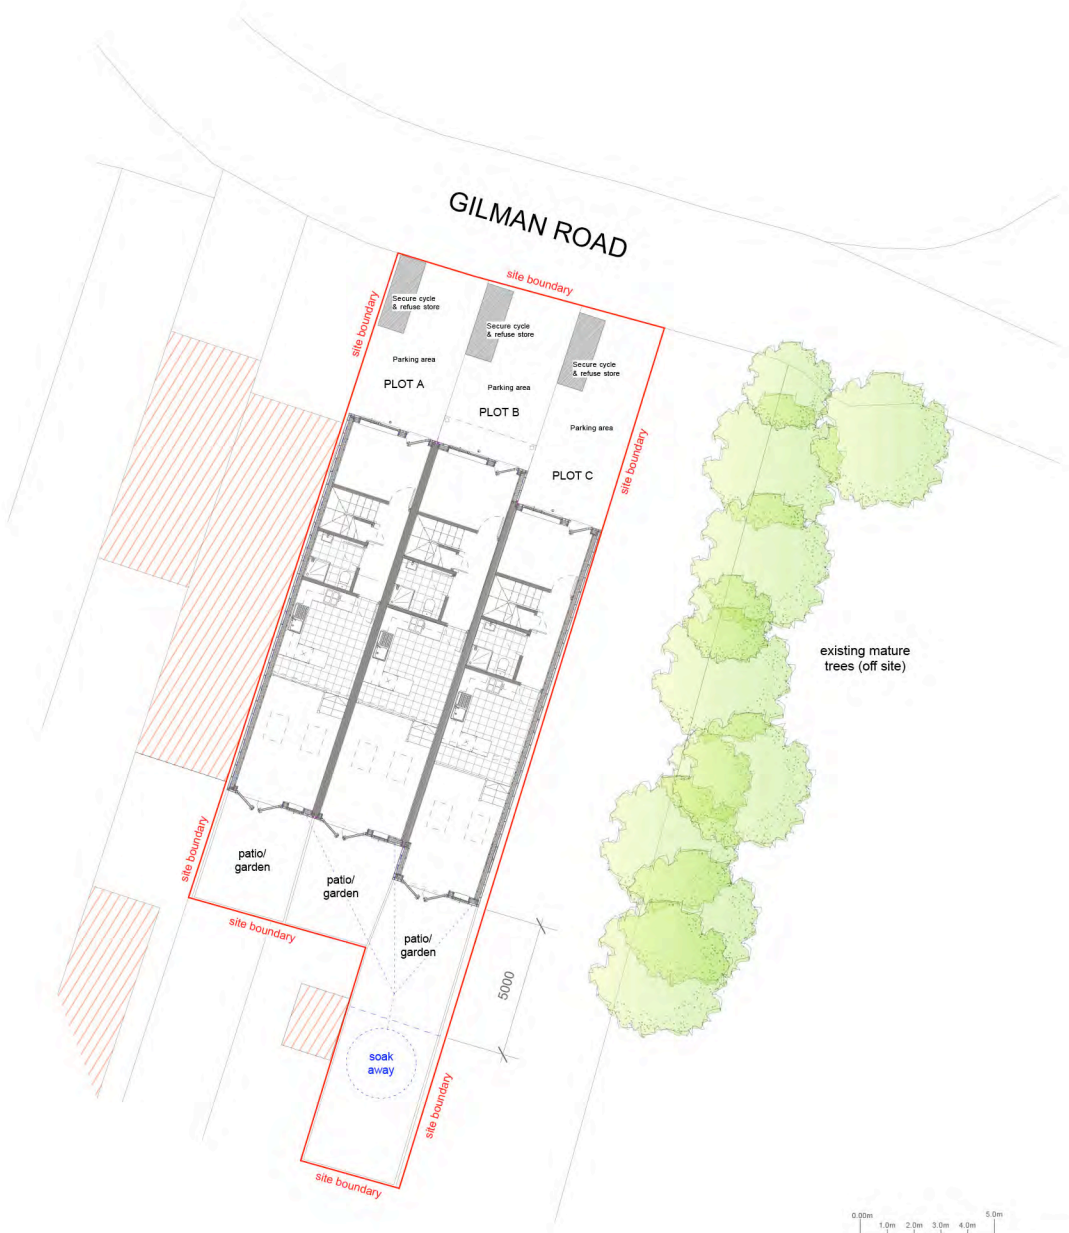 GILMAN ROAD
site boundary
site boundary
Secure cycle
& refuse store
Secure cycle
& refuse store
Secure cycle
& refuse store
Parking area
PLOT A
Parking area
PLOT B
Parking area
PLOT C
site boundary
existing mature
trees (off site)
site boundary
patio/
garden
patio/
garden
patio/
garden
site boundary
5000
soak
away
site boundary
site boundary
0.00m
1.0m
2.0m
3.0m
4.0m
5.0m